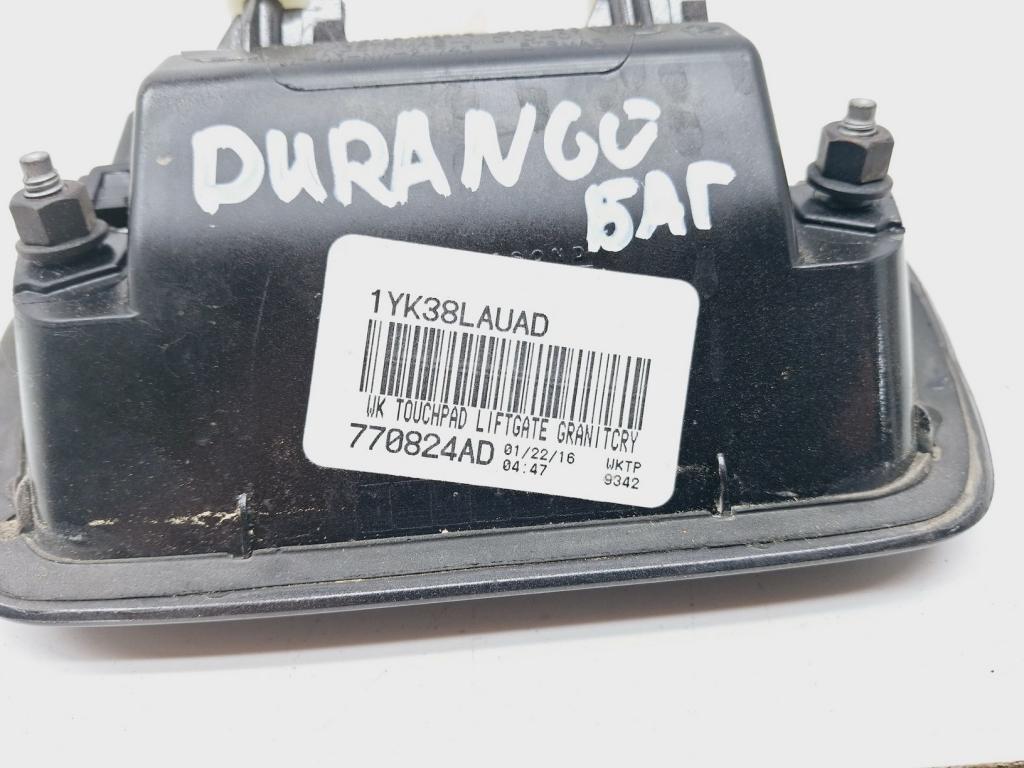 DURANGO
БАГ
1YK38LAUAD
WK TOUCHPAD LIFTGATE GRANITCRY
770824AD 01/22/16 WKTP
04:47 9342